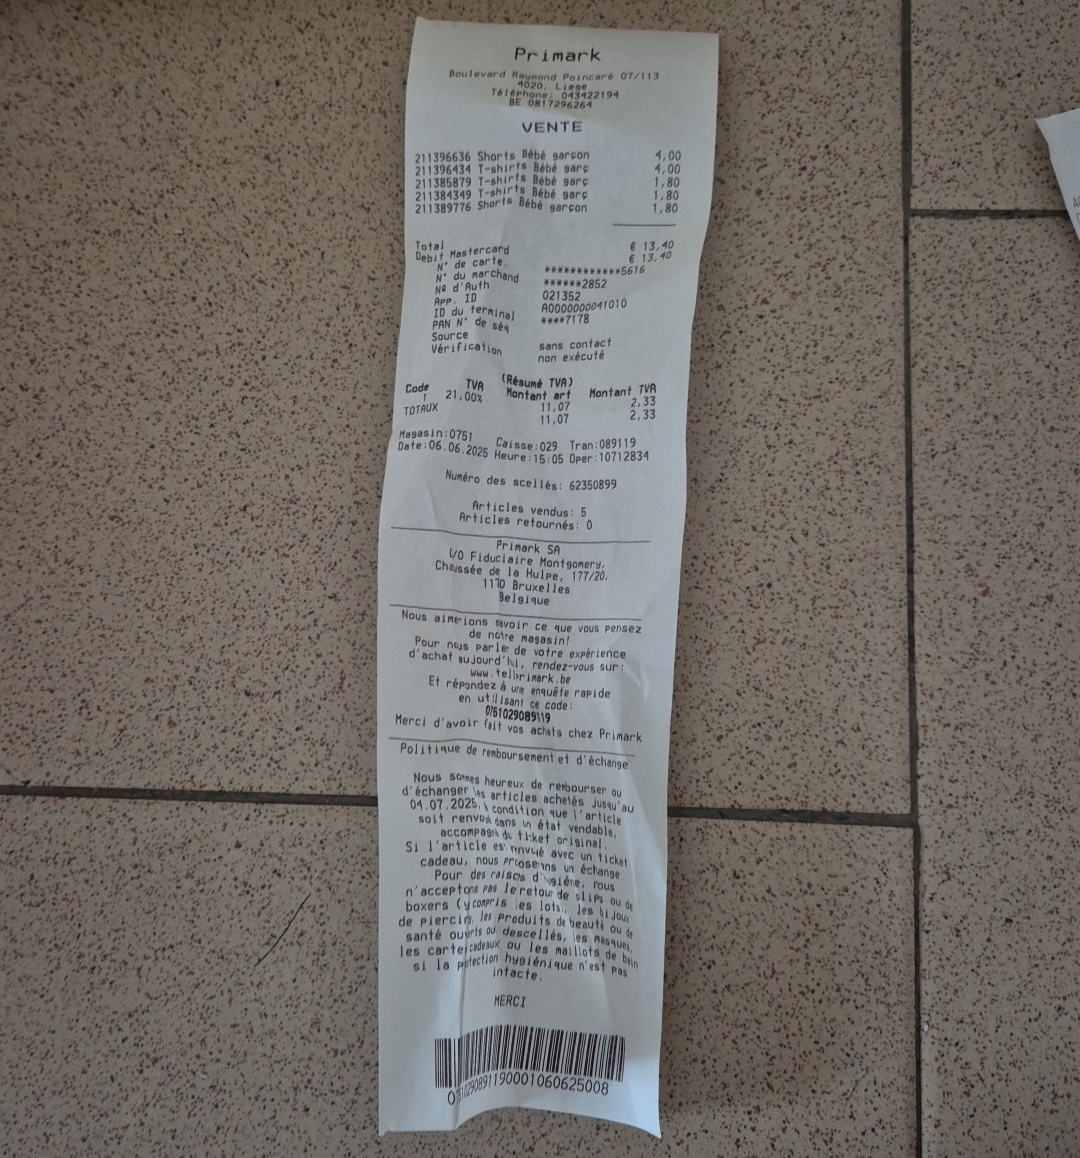 Primark
Boulevard Raymond Poincaré 07/113
4020, Liege
Téléphone: 043422194
BE 0817296264
VENTE
211396636 Shorts Bébé garçon 4,00
211396434 T-shirts Bébé garç 4,00
211385879 T-shirts Bébé garç 1,80
211384349 T-shirts Bébé garç 1,80
211389776 Shorts Bébé garçon 1,80
Total € 13,40
Debit Mastercard € 13,40
N° de carte. ************5616
N° du marchand ******2852
Nº d'Auth 021352
App. ID A0000000041010
ID du terminal ****7178
PAN N° de séq
Source sans contact
Vérification non exécuté
(Résumé TVA)
Code TVA Montant art Montant TVA
1 21,00% 11,07 2,33
TOTAUX 11,07 2,33
Magasin:0751 Caisse:029 Tran:089119
Date:06.06.2025 Heure:15:05 Oper:10712834
Numéro des scellés: 62350899
Articles vendus: 5
Articles retournés: 0
Primark SA
I/O Fiduciaire Montgomery,
Chaussée de la Hulpe, 177/20,
1170 Bruxelles
Belgique
Nous aimerions savoir ce que vous pensez
de notre magasin!
Pour nous parler de votre expérience
d'achat aujourd'hui, rendez-vous sur:
www.tellprimark.be
Et répondez à une enquête rapide
en utilisant ce code:
0751029089119
Merci d'avoir fait vos achats chez Primark
Politique de remboursement et d'échange
Nous sommes heureux de rembourser ou
d'échanger les articles achetés jusqu'au
04.07.2025, à condition que l'article
soit renvoyé dans un état vendable,
accompagné du ticket original.
Si l'article est envoyé avec un ticket
cadeau, nous proposerons un échange.
Pour des raisons d'hygiène, nous
n'acceptons pas le retour de slips ou de
boxers (y compris les lots), les bijoux
de piercing, les produits de beauté ou de
santé ouverts ou descellés, les masques,
les cartes cadeaux ou les maillots de bain
si la protection hygiénique n'est pas
intacte.
MERCI